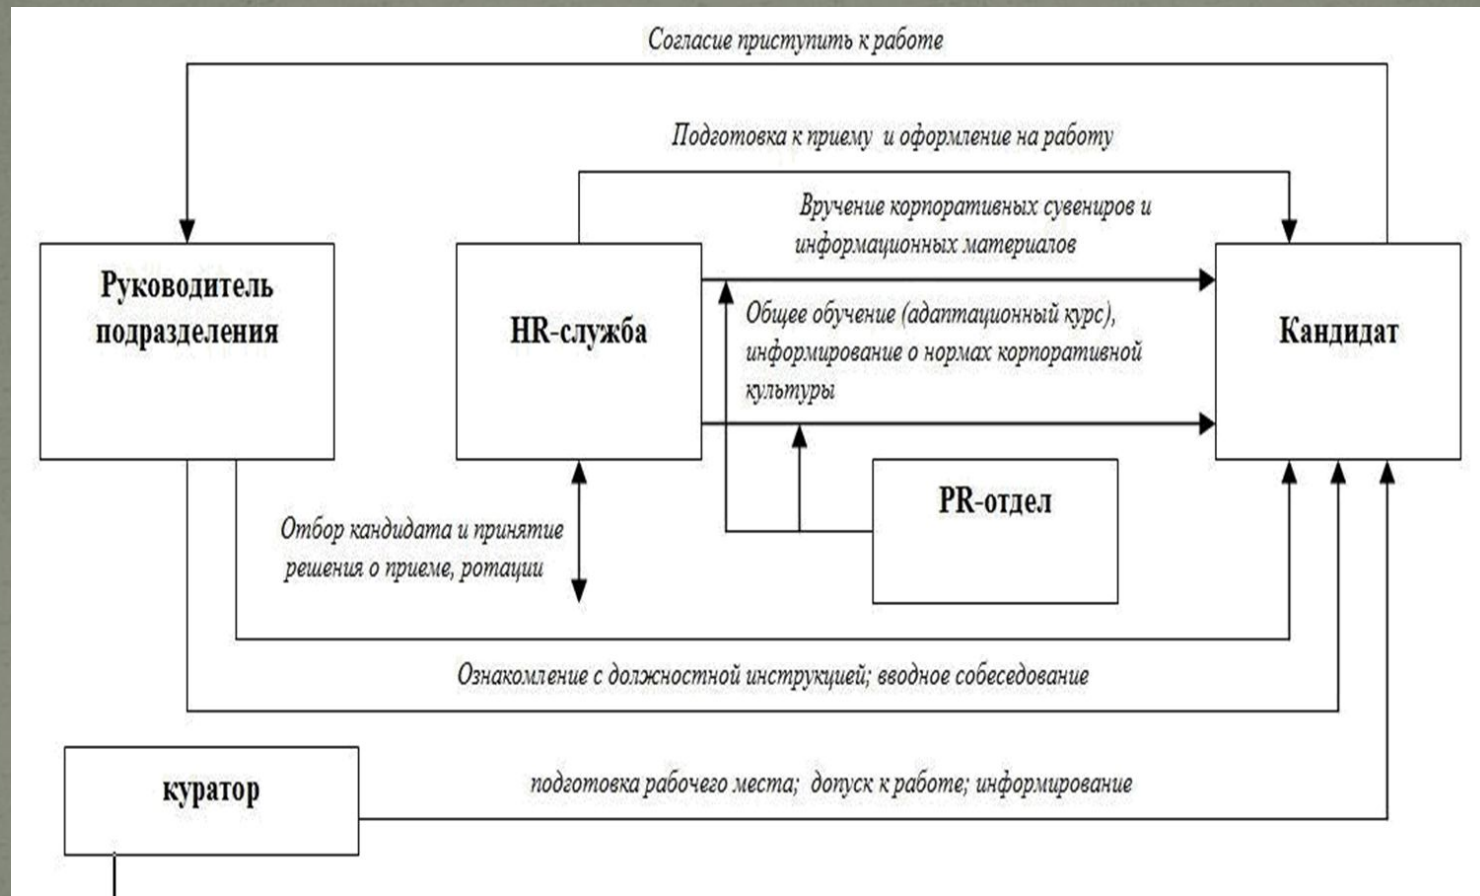 Согласие приступить к работе
Подготовка к приему и оформление на работу
Вручение корпоративных сувениров и
информационных материалов
Руководитель
подразделения
HR-служба
Общее обучение (адаптационный курс),
информирование о нормах корпоративной
культуры
Кандидат
PR-отдел
Отбор кандидата и принятие
решения о приеме, ротации
Ознакомление с должностной инструкцией; вводное собеседование
куратор
подготовка рабочего места; допуск к работе; информирование